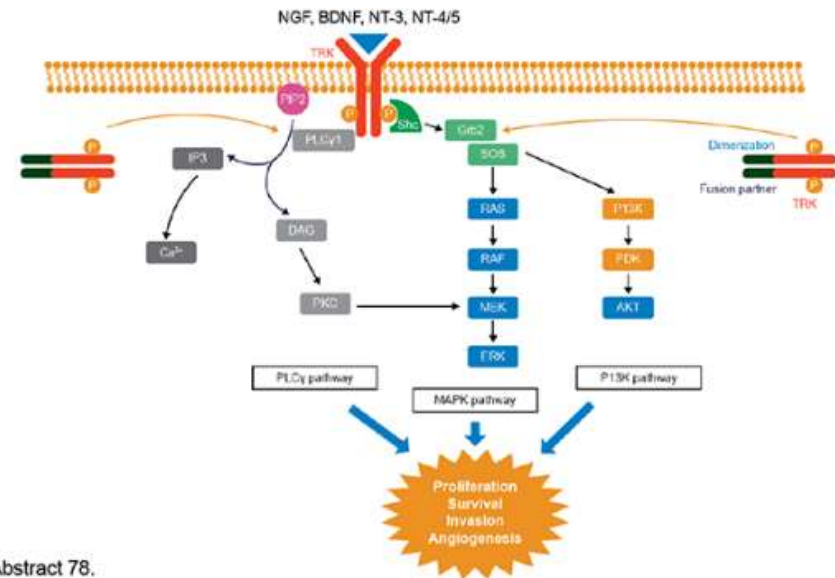 NGF, BDNF, NT-3, NT-4/5
TRK
PIP2
P
P
Shc
PLCγ1
Grb2
SOS
P
P
Dimerization
Fusion partner
P
P
TRK
IP3
Ca²⁺
DAG
PKC
RAS
RAF
MEK
ERK
P13K
PDK
AKT
PLCγ pathway
MAPK pathway
P13K pathway
Proliferation
Survival
Invasion
Angiogenesis
Abstract 78.